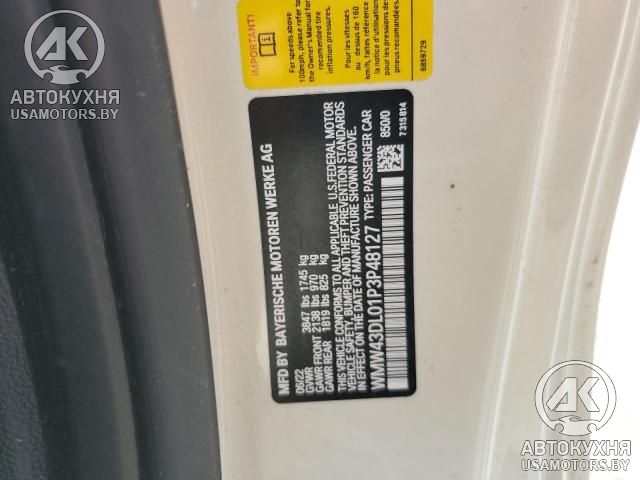 АК
АВТОКУХНЯ
USAMOTORS.BY
IMPORTANT!
For speeds above
100mph, please refer to
the Owner's Manual for
recomended tire
inflation pressures.
Pour les vitesses
au - dessus de 160
km/h, faites référence
la notice d'utilisation
pour les pressions de
pneus recommandées.
6859729
MFD BY BAYERISCHE MOTOREN WERKE AG
06/22
GVWR 3847 lbs 1745 kg
GAWR FRONT 2138 lbs 970 kg
GAWR REAR 1819 lbs 825 kg
THIS VEHICLE CONFORMS TO ALL APPLICABLE U.S.FEDERAL MOTOR
VEHICLE SAFETY, BUMPER AND THEFT PREVENTION STANDARDS
IN EFFECT ON THE DATE OF MANUFACTURE SHOWN ABOVE.
WMW43DL01P3P48127 TYPE: PASSENGER CAR
850/0
7315814
АК
АВТОКУХНЯ
USAMOTORS.BY